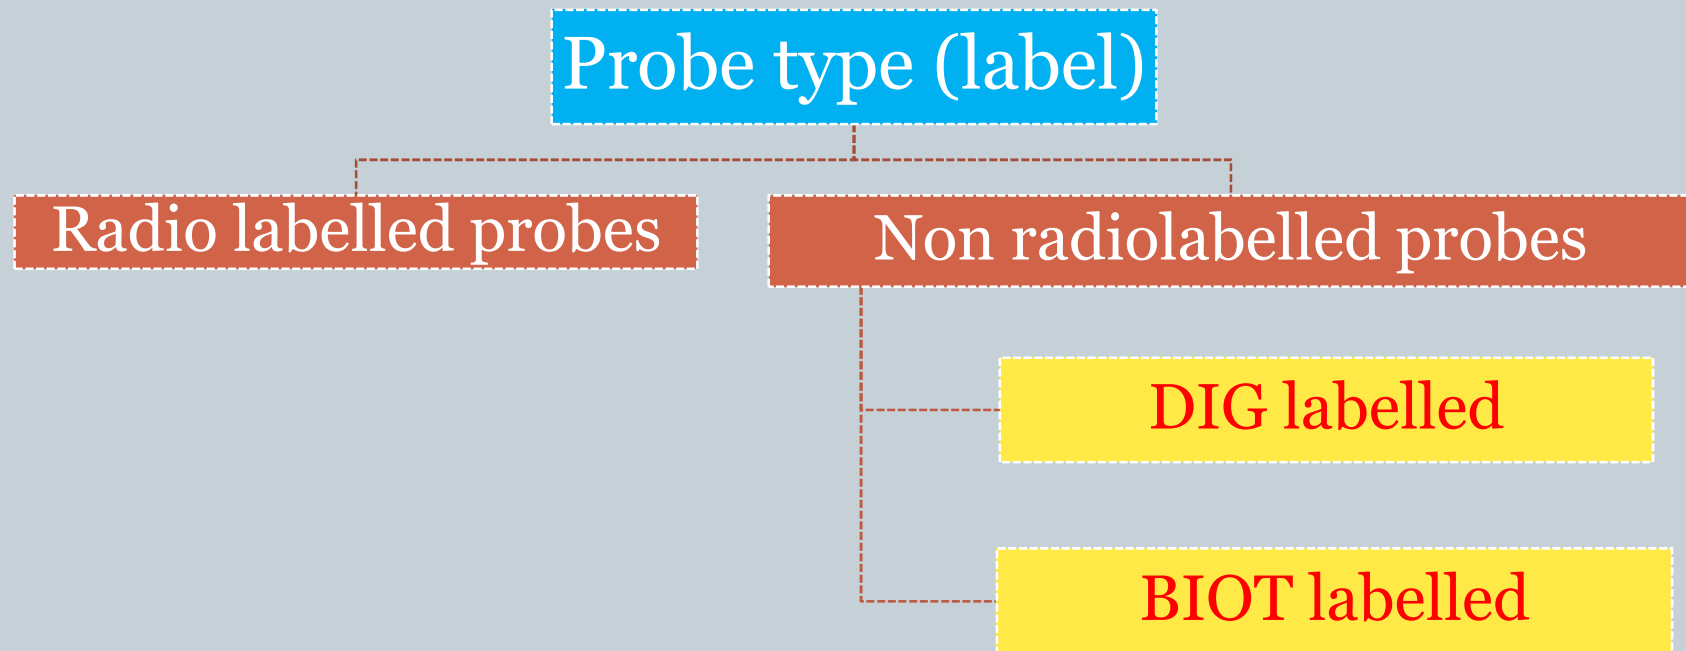 Probe type (label)
Radio labelled probes
Non radiolabelled probes
DIG labelled
BIOT labelled